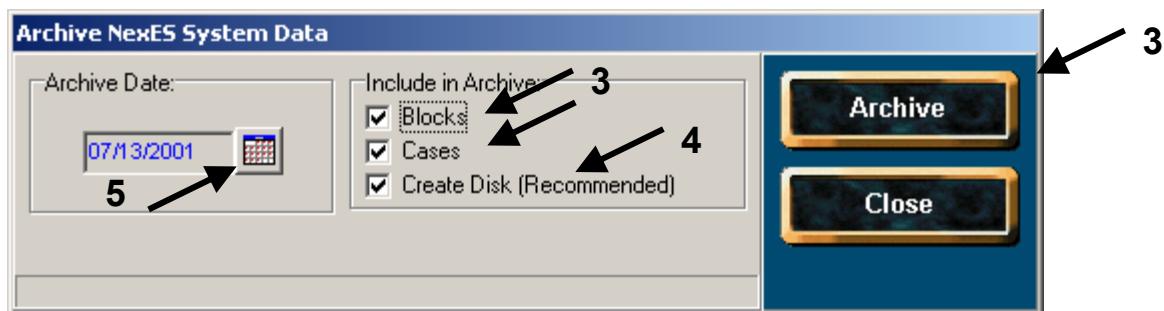 Archive NexES System Data
3
Archive Date:
Include in Archive:
3
Blocks
Archive
07/13/2001
Cases
4
5
Create Disk (Recommended)
Close